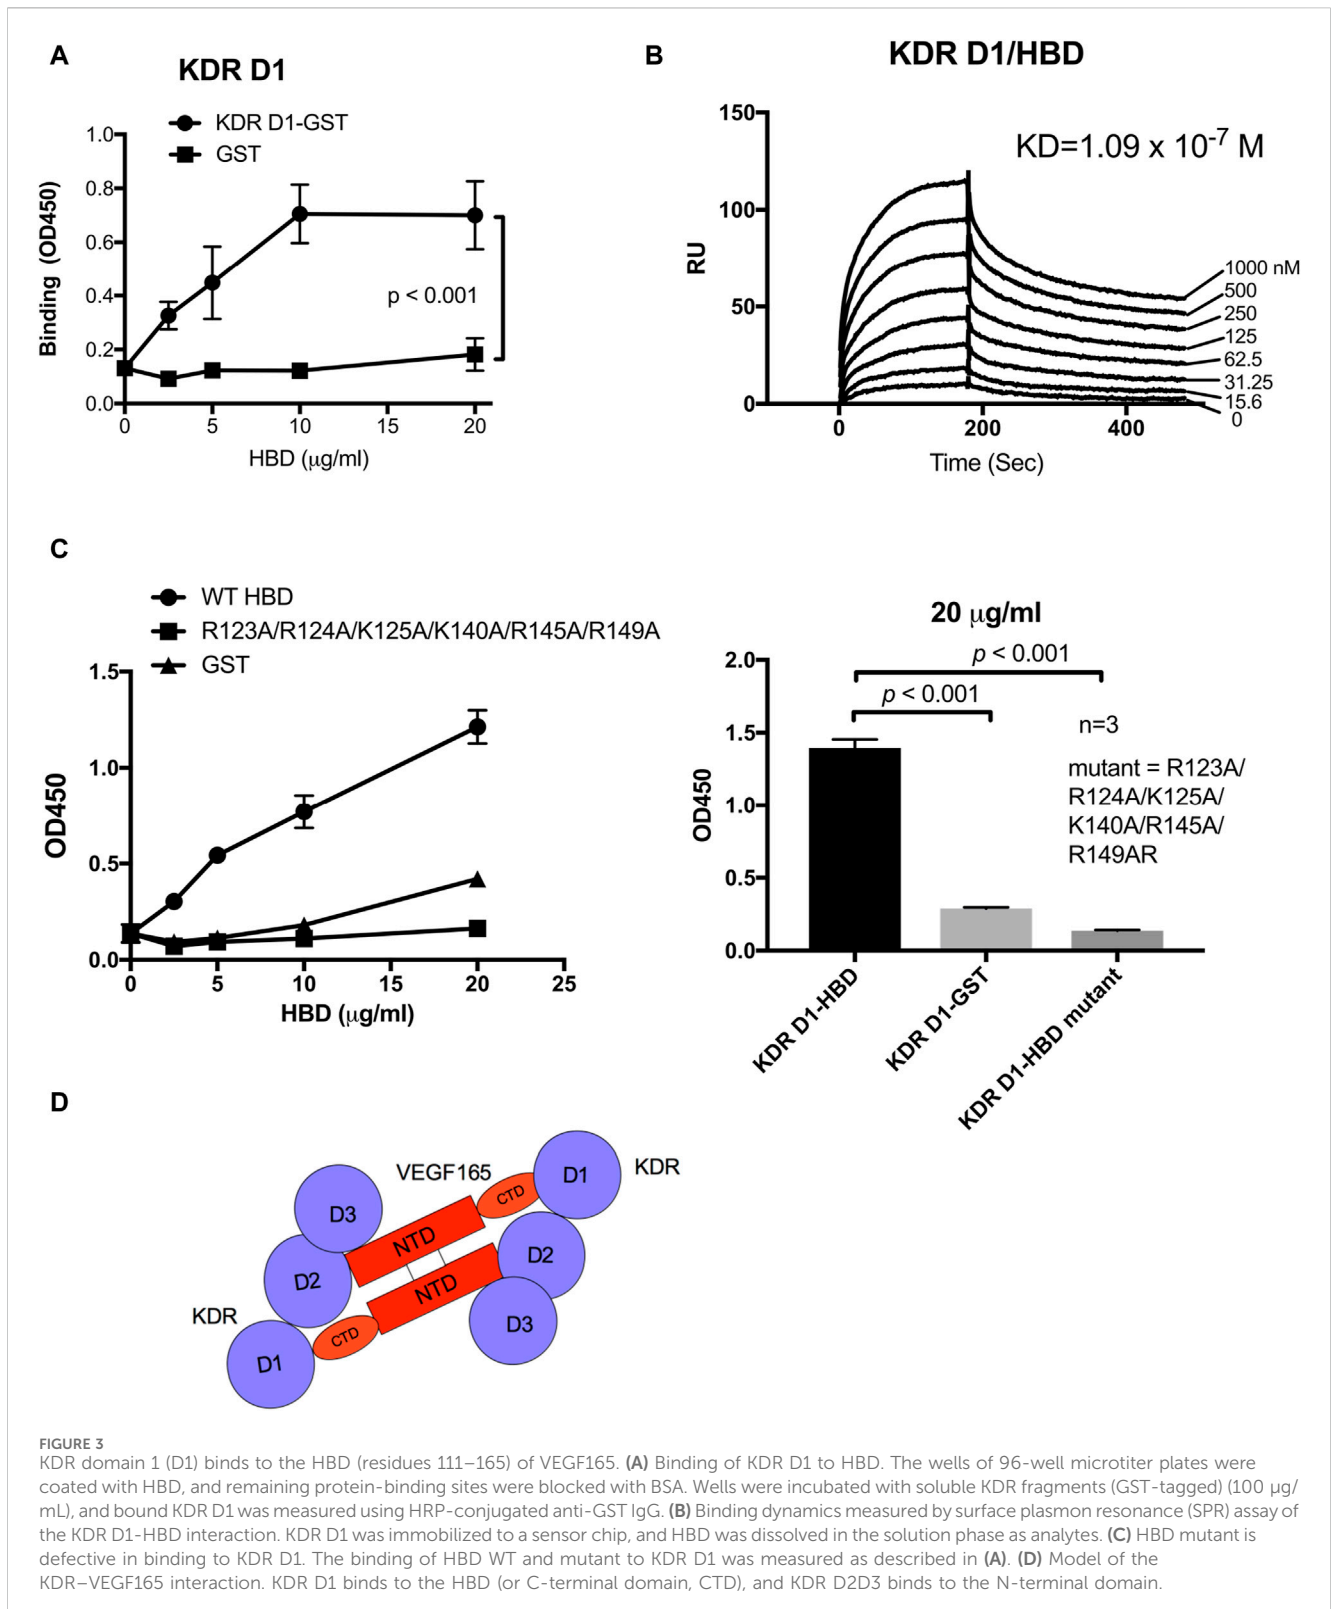 A
KDR D1
KDR D1-GST
GST
1.0
0.8
0.6
0.4
0.2
0.0
Binding (OD450)
p < 0.001
0 5 10 15 20
HBD (μg/ml)
B
KDR D1/HBD
KD=1.09 x 10-7 M
150
100
50
0
RU
1000 nM
500
250
125
62.5
31.25
15.6
0
0 200 400
Time (Sec)
C
WT HBD
R123A/R124A/K125A/K140A/R145A/R149A
GST
1.5
1.0
0.5
0.0
OD450
0 5 10 15 20 25
HBD (μg/ml)
20 μg/ml
p < 0.001
p < 0.001
n=3
mutant = R123A/
R124A/K125A/
K140A/R145A/
R149AR
2.0
1.5
1.0
0.5
0.0
OD450
KDR D1-HBD
KDR D1-GST
KDR D1-HBD mutant
D
VEGF165
KDR
D1
CTD
D3
NTD
D2
D2
NTD
KDR
CTD
D3
D1
FIGURE 3
KDR domain 1 (D1) binds to the HBD (residues 111–165) of VEGF165. (A) Binding of KDR D1 to HBD. The wells of 96-well microtiter plates were
coated with HBD, and remaining protein-binding sites were blocked with BSA. Wells were incubated with soluble KDR fragments (GST-tagged) (100 μg/
mL), and bound KDR D1 was measured using HRP-conjugated anti-GST IgG. (B) Binding dynamics measured by surface plasmon resonance (SPR) assay of
the KDR D1-HBD interaction. KDR D1 was immobilized to a sensor chip, and HBD was dissolved in the solution phase as analytes. (C) HBD mutant is
defective in binding to KDR D1. The binding of HBD WT and mutant to KDR D1 was measured as described in (A). (D) Model of the
KDR–VEGF165 interaction. KDR D1 binds to the HBD (or C-terminal domain, CTD), and KDR D2D3 binds to the N-terminal domain.